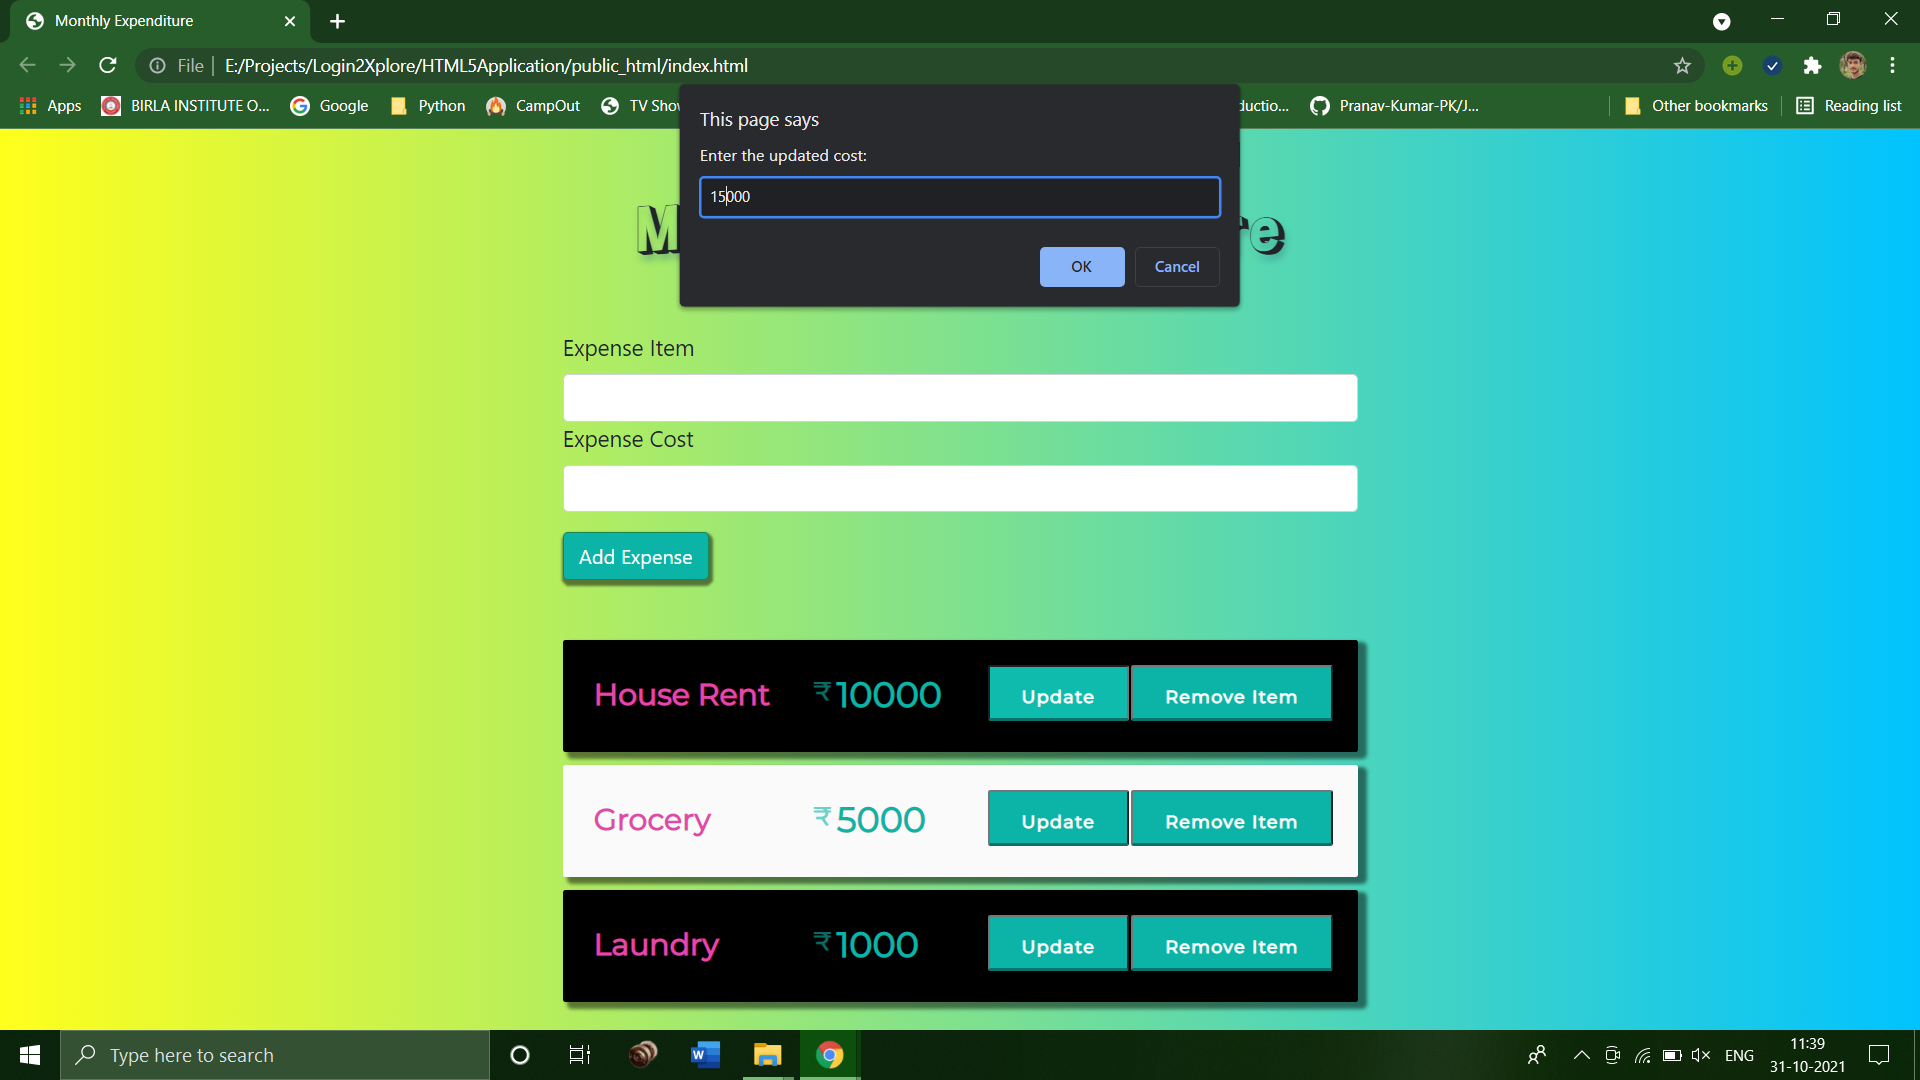 Monthly Expenditure
File
E:/Projects/Login2Xplore/HTML5Application/public_html/index.html
Apps
BIRLA INSTITUTE O...
Google
Python
CampOut
TV Shov
ductio...
Pranav-Kumar-PK/J...
Other bookmarks
Reading list
This page says
Enter the updated cost:
15000
OK
Cancel
M
re
Expense Item
Expense Cost
Add Expense
House Rent ₹10000 Update Remove Item
Grocery ₹5000 Update Remove Item
Laundry ₹1000 Update Remove Item
Type here to search
W
ENG
11:39
31-10-2021